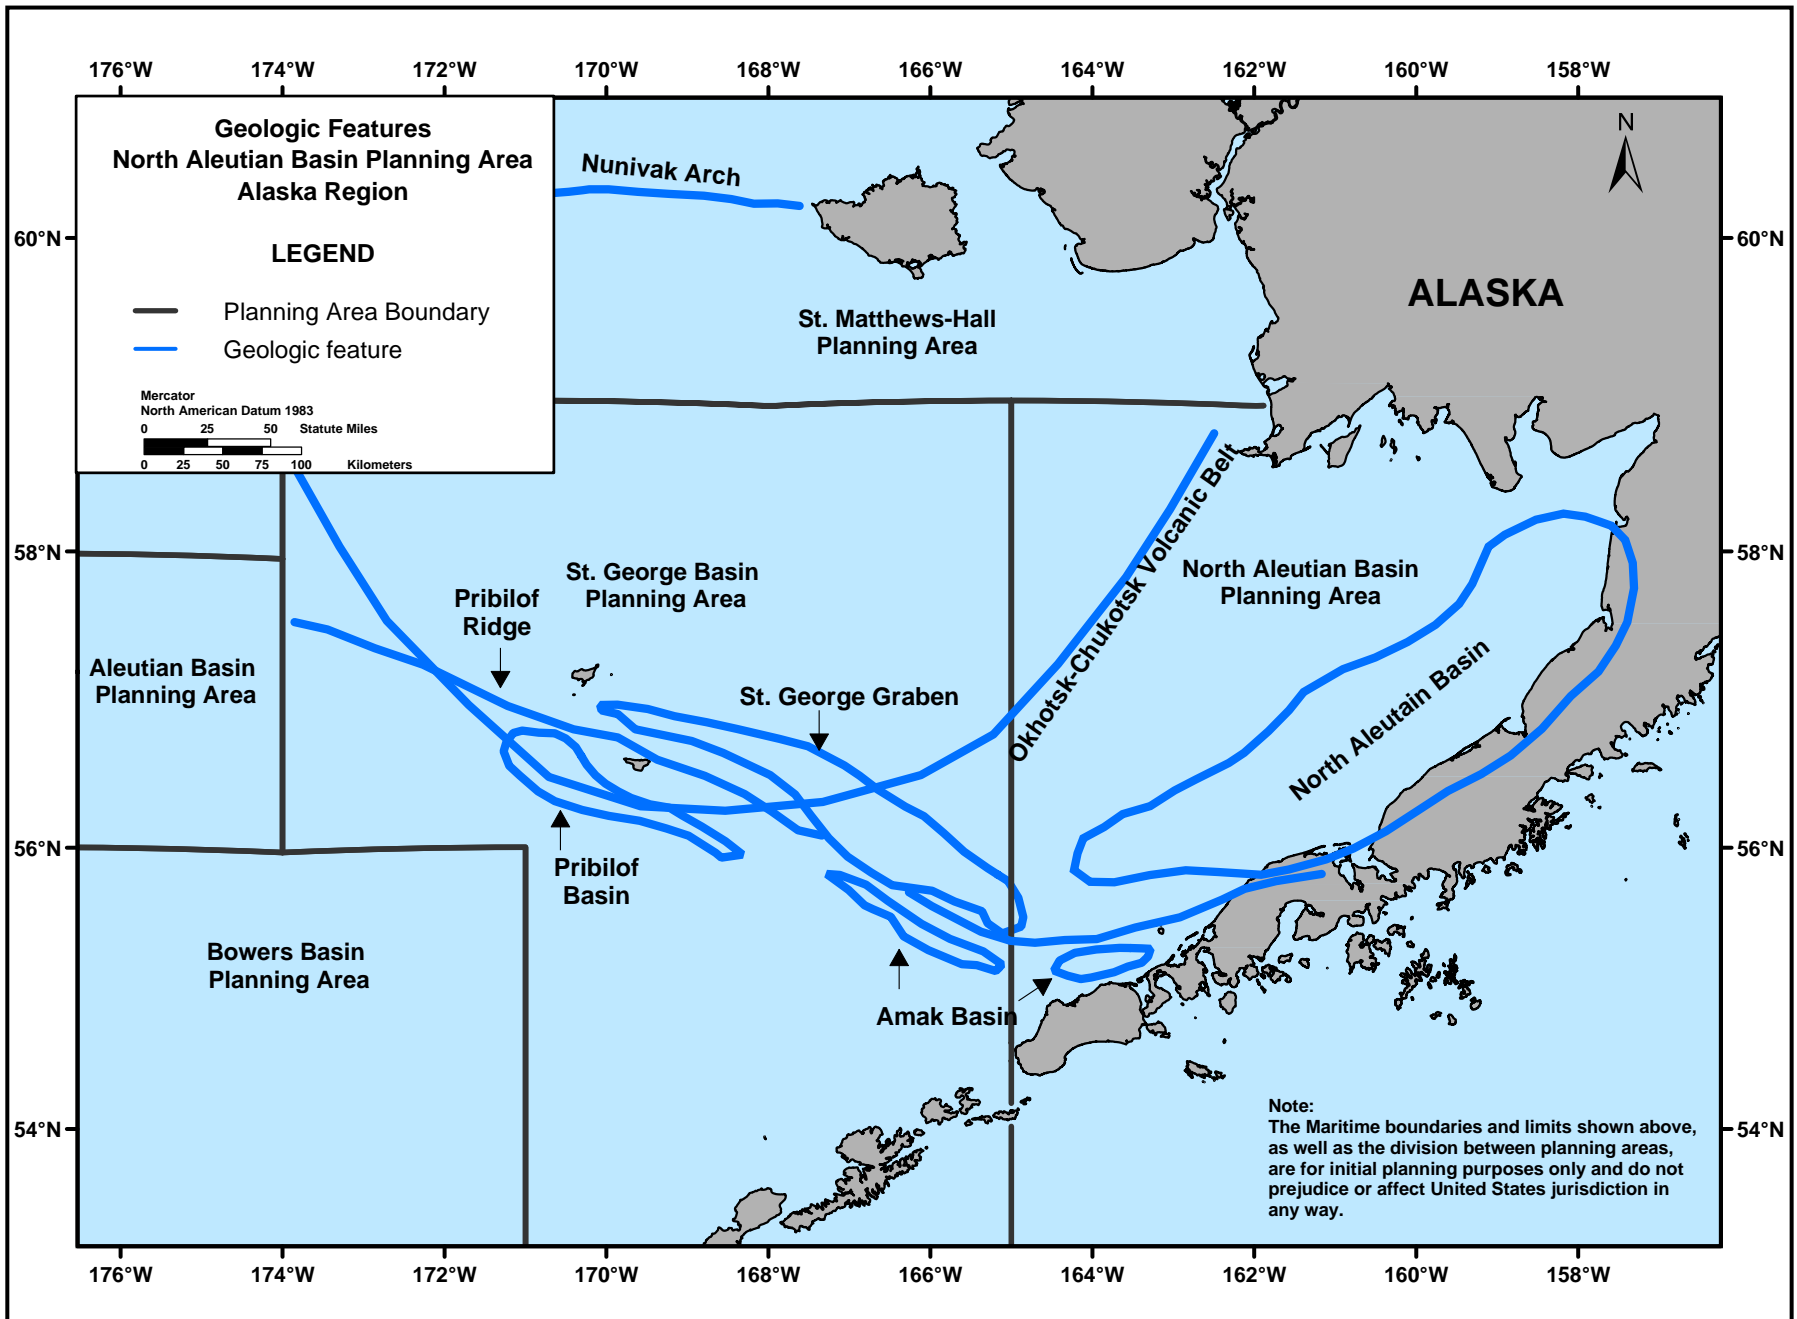 176°W 174°W 172°W 170°W 168°W 166°W 164°W 162°W 160°W 158°W
Geologic Features
North Aleutian Basin Planning Area
Alaska Region
LEGEND
Planning Area Boundary
Geologic feature
Mercator
North American Datum 1983
0 25 50 Statute Miles
0 25 50 75 100 Kilometers
N
Nunivak Arch
60°N 60°N
ALASKA
St. Matthews-Hall
Planning Area
Okhotsk-Chukotsk Volcanic Belt
58°N 58°N
St. George Basin
Planning Area
North Aleutian Basin
Planning Area
Pribilof
Ridge
Aleutian Basin
Planning Area
St. George Graben
North Aleutain Basin
56°N 56°N
Pribilof
Basin
Bowers Basin
Planning Area
Amak Basin
54°N 54°N
Note:
The Maritime boundaries and limits shown above,
as well as the division between planning areas,
are for initial planning purposes only and do not
prejudice or affect United States jurisdiction in
any way.
176°W 174°W 172°W 170°W 168°W 166°W 164°W 162°W 160°W 158°W